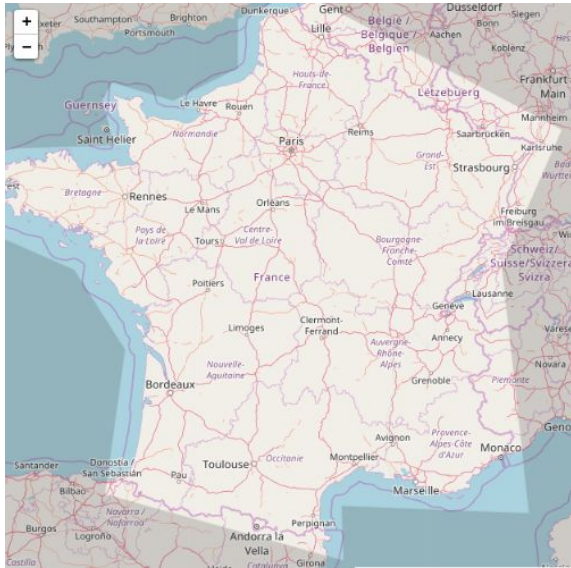 +
−
Southampton
Brighton
Portsmouth
Dunkerque
Gent
België /
Belgique /
Belgien
Düsseldorf
Siegen
Bonn
Aachen
Koblenz
Lille
Frankfurt
Main
Guernsey
Saint Helier
Le Havre
Rouen
Hauts-de-
France
Lëtzebuerg
Mannheim
Saarbrücken
Karlsruhe
Normandie
Paris
Reims
Grand-
Est
Strasbourg
Bretagne
Rennes
Le Mans
Orléans
Freiburg
im Breisgau
Pays de
la Loire
Tours
Centre-
Val de Loire
Bourgogne-
Franche-
Comté
Schweiz/
Suisse/Svizzera
Svizra
France
Poitiers
Lausanne
Genève
Limoges
Clermont-
Ferrand
Annecy
Varese
Auvergne-
Rhône-
Alpes
Nouvelle-
Aquitaine
Grenoble
Piemonte
Novara
Bordeaux
Avignon
Provence-
Alpes-Côte
d'Azur
Monaco
Geno
Santander
Donostia /
San Sebastián
Bilbao
Pau
Toulouse
Occitanie
Montpellier
Marseille
Burgos
Logroño
Navarra /
Nafarroa
Perpignan
Andorra la
Vella
Castilla
Catalunya
Girona